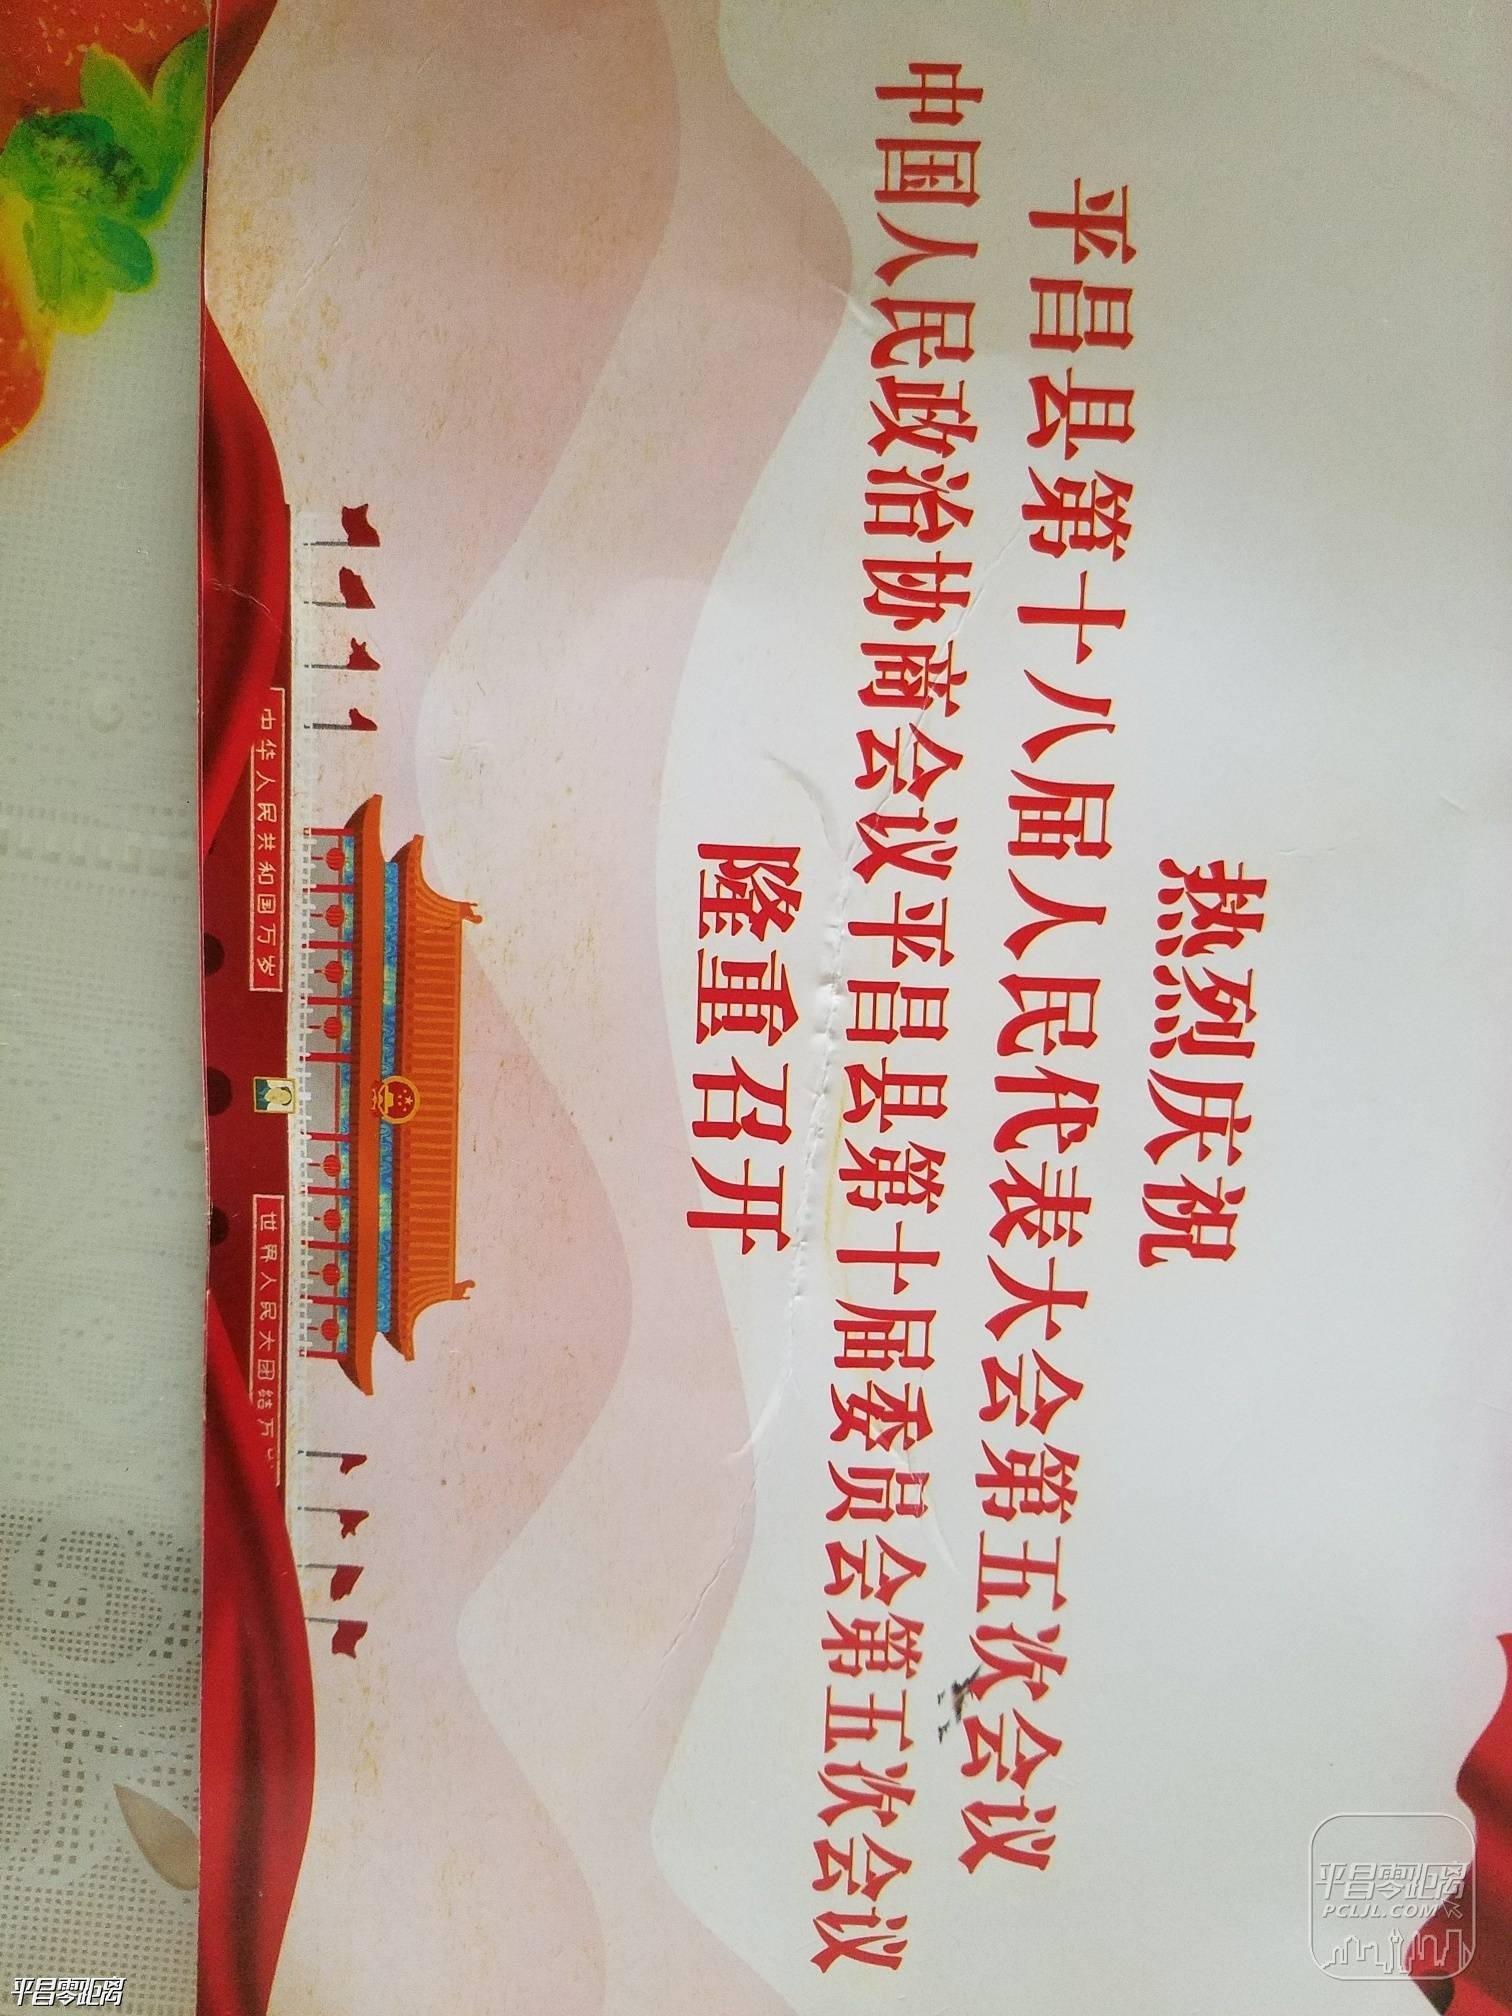 热烈庆祝
平昌县第十八届人民代表大会第五次会议
中国人民政治协商会议平昌县第十届委员会第五次会议
隆重召开
中华人民共和国万岁
世界人民大团结万
平昌零距离
PCLJL.COM
平昌零距离